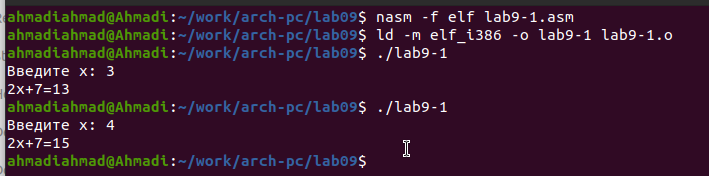 ahmadiahmad@Ahmadi:~/work/arch-pc/lab09$ nasm -f elf lab9-1.asm
ahmadiahmad@Ahmadi:~/work/arch-pc/lab09$ ld -m elf_i386 -o lab9-1 lab9-1.o
ahmadiahmad@Ahmadi:~/work/arch-pc/lab09$ ./lab9-1
Введите x: 3
2x+7=13
ahmadiahmad@Ahmadi:~/work/arch-pc/lab09$ ./lab9-1
Введите x: 4
2x+7=15
ahmadiahmad@Ahmadi:~/work/arch-pc/lab09$